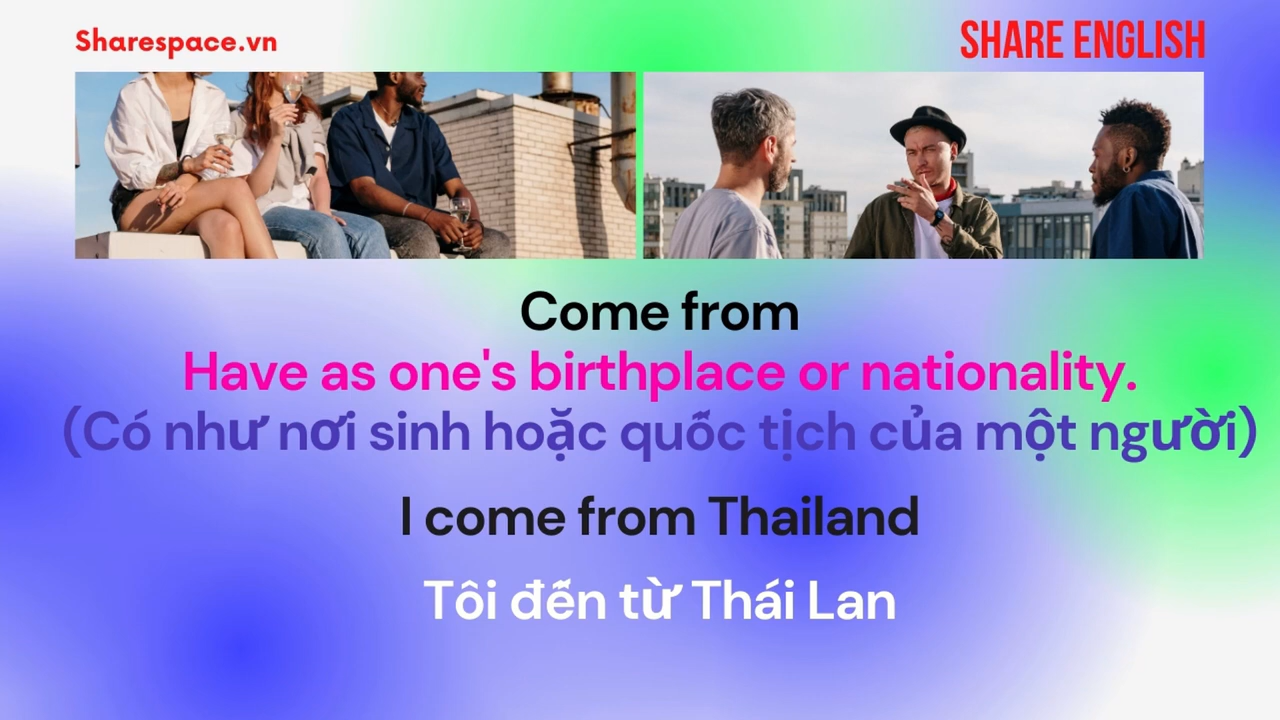 Sharespace.vn
SHARE ENGLISH
Come from
Have as one's birthplace or nationality.
(Có như nơi sinh hoặc quốc tịch của một người)
I come from Thailand
Tôi đến từ Thái Lan